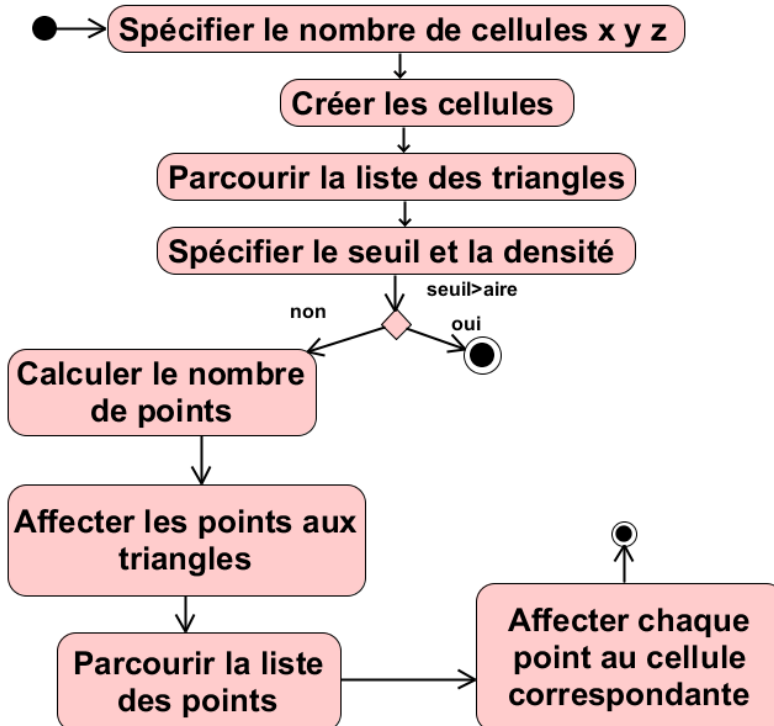 Spécifier le nombre de cellules x y z
Créer les cellules
Parcourir la liste des triangles
Spécifier le seuil et la densité
seuil>aire
non
oui
Calculer le nombre
de points
Affecter les points aux
triangles
Parcourir la liste
des points
Affecter chaque
point au cellule
correspondante